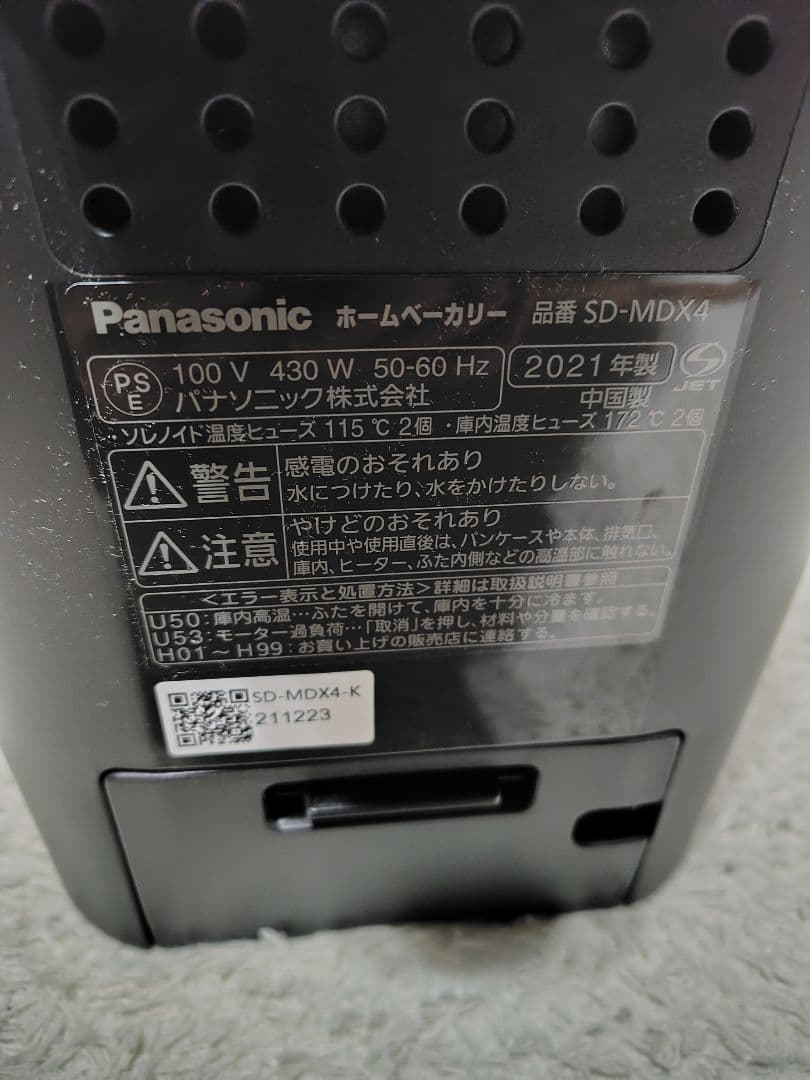 Panasonic ホームベーカリー 品番 SD-MDX4
PS E 100 V 430 W 50-60 Hz 2021年製 JET
パナソニック株式会社 中国製
・ソレノイド温度ヒューズ 115 ℃ 2個 ・庫内温度ヒューズ 172 ℃ 2個
警告 感電のおそれあり
水につけたり、水をかけたりしない。
注意 やけどのおそれあり
使用中や使用直後は、パンケースや本体、排気口、
庫内、ヒーター、ふた内側などの高温部に触れない。
<エラー表示と処置方法>詳細は取扱説明書参照
U50:庫内高温…ふたを開けて、庫内を十分に冷ます。
U53:モーター過負荷…「取消」を押し、材料や分量を確認する。
H01～H99:お買い上げの販売店に連絡する。
SD-MDX4-K
211223